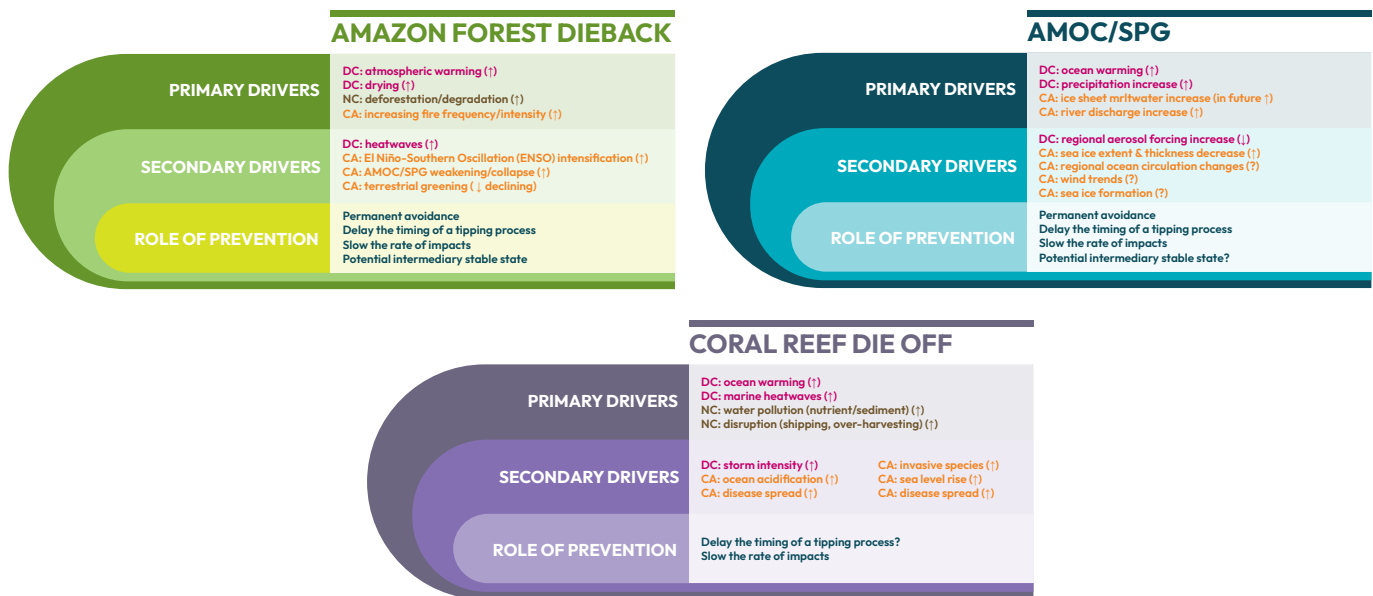 AMAZON FOREST DIEBACK
PRIMARY DRIVERS
DC: atmospheric warming (↑)
DC: drying (↑)
NC: deforestation/degradation (↑)
CA: increasing fire frequency/intensity (↑)
SECONDARY DRIVERS
DC: heatwaves (↑)
CA: El Niño-Southern Oscillation (ENSO) intensification (↑)
CA: AMOC/SPG weakening/collapse (↑)
CA: terrestrial greening ( ↓ declining)
ROLE OF PREVENTION
Permanent avoidance
Delay the timing of a tipping process
Slow the rate of impacts
Potential intermediary stable state
AMOC/SPG
PRIMARY DRIVERS
DC: ocean warming (↑)
DC: precipitation increase (↑)
CA: ice sheet mrltwater increase (in future ↑)
CA: river discharge increase (↑)
SECONDARY DRIVERS
DC: regional aerosol forcing increase (↓)
CA: sea ice extent & thickness decrease (↑)
CA: regional ocean circulation changes (?)
CA: wind trends (?)
CA: sea ice formation (?)
ROLE OF PREVENTION
Permanent avoidance
Delay the timing of a tipping process
Slow the rate of impacts
Potential intermediary stable state?
CORAL REEF DIE OFF
PRIMARY DRIVERS
DC: ocean warming (↑)
DC: marine heatwaves (↑)
NC: water pollution (nutrient/sediment) (↑)
NC: disruption (shipping, over-harvesting) (↑)
SECONDARY DRIVERS
DC: storm intensity (↑)
CA: ocean acidification (↑)
CA: disease spread (↑)
CA: invasive species (↑)
CA: sea level rise (↑)
CA: disease spread (↑)
ROLE OF PREVENTION
Delay the timing of a tipping process?
Slow the rate of impacts